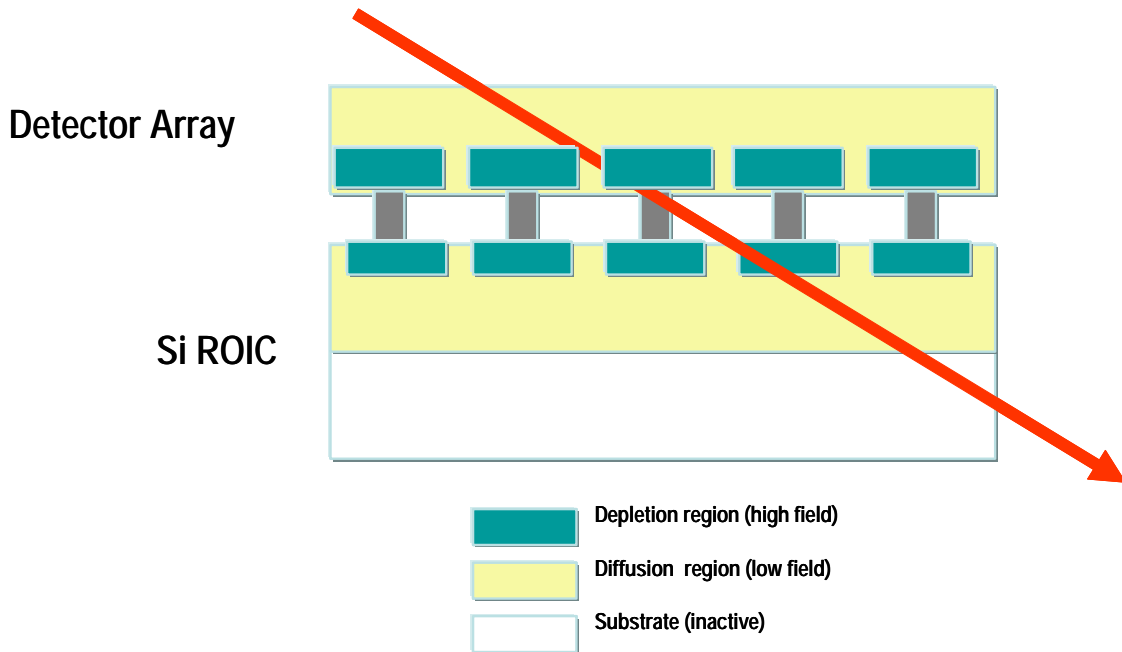 Detector Array
Si ROIC
Depletion region (high field)
Diffusion region (low field)
Substrate (inactive)